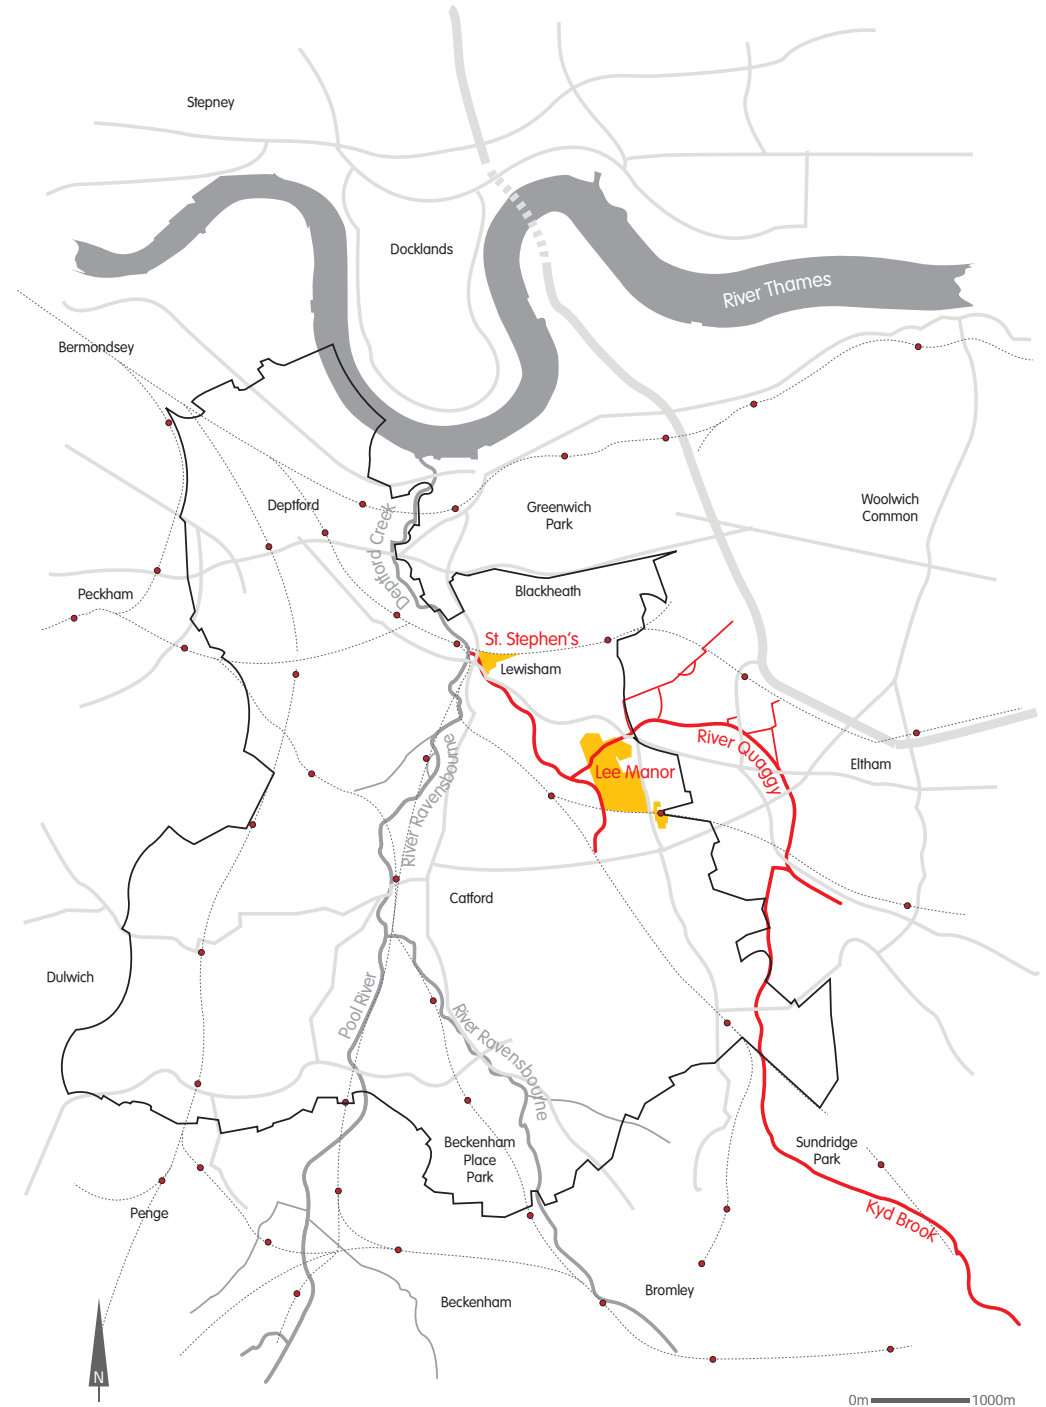 Stepney
Docklands
River Thames
Bermondsey
Deptford
Greenwich
Park
Woolwich
Common
Deptford Creek
Peckham
Blackheath
St. Stephen's
Lewisham
River Quaggy
Lee Manor
Eltham
River Ravensbourne
Catford
Dulwich
Pool River
River Ravensbourne
Beckenham
Place
Park
Sundridge
Park
Penge
Kyd Brook
Bromley
Beckenham
N
0m
1000m